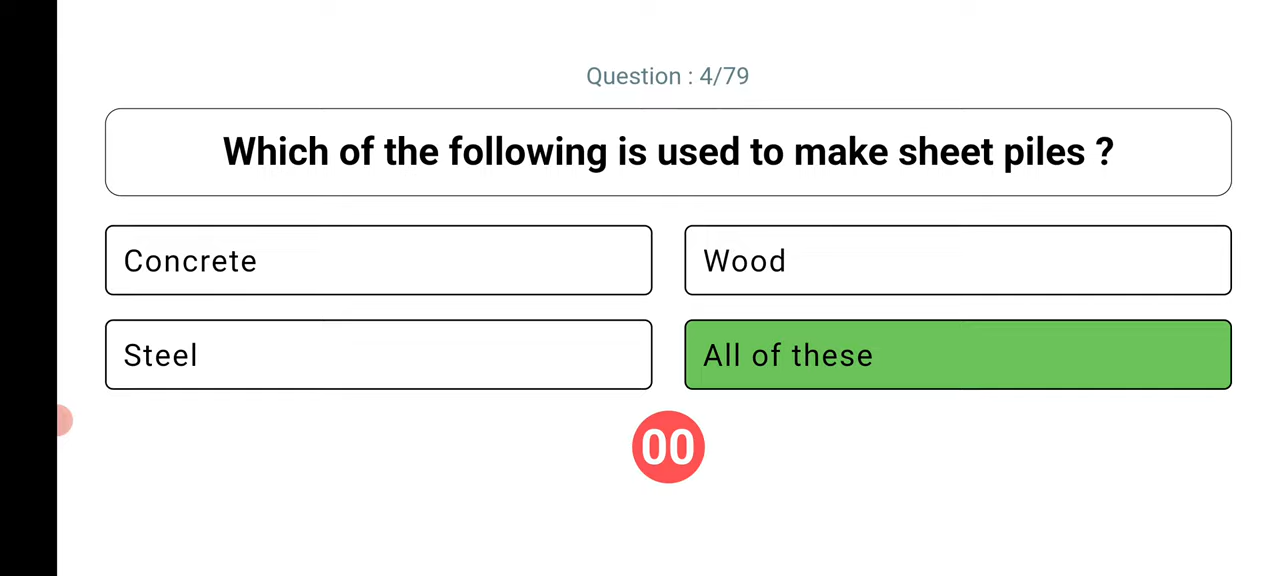 Question : 4/79
Which of the following is used to make sheet piles ?
Concrete
Wood
Steel
All of these
00